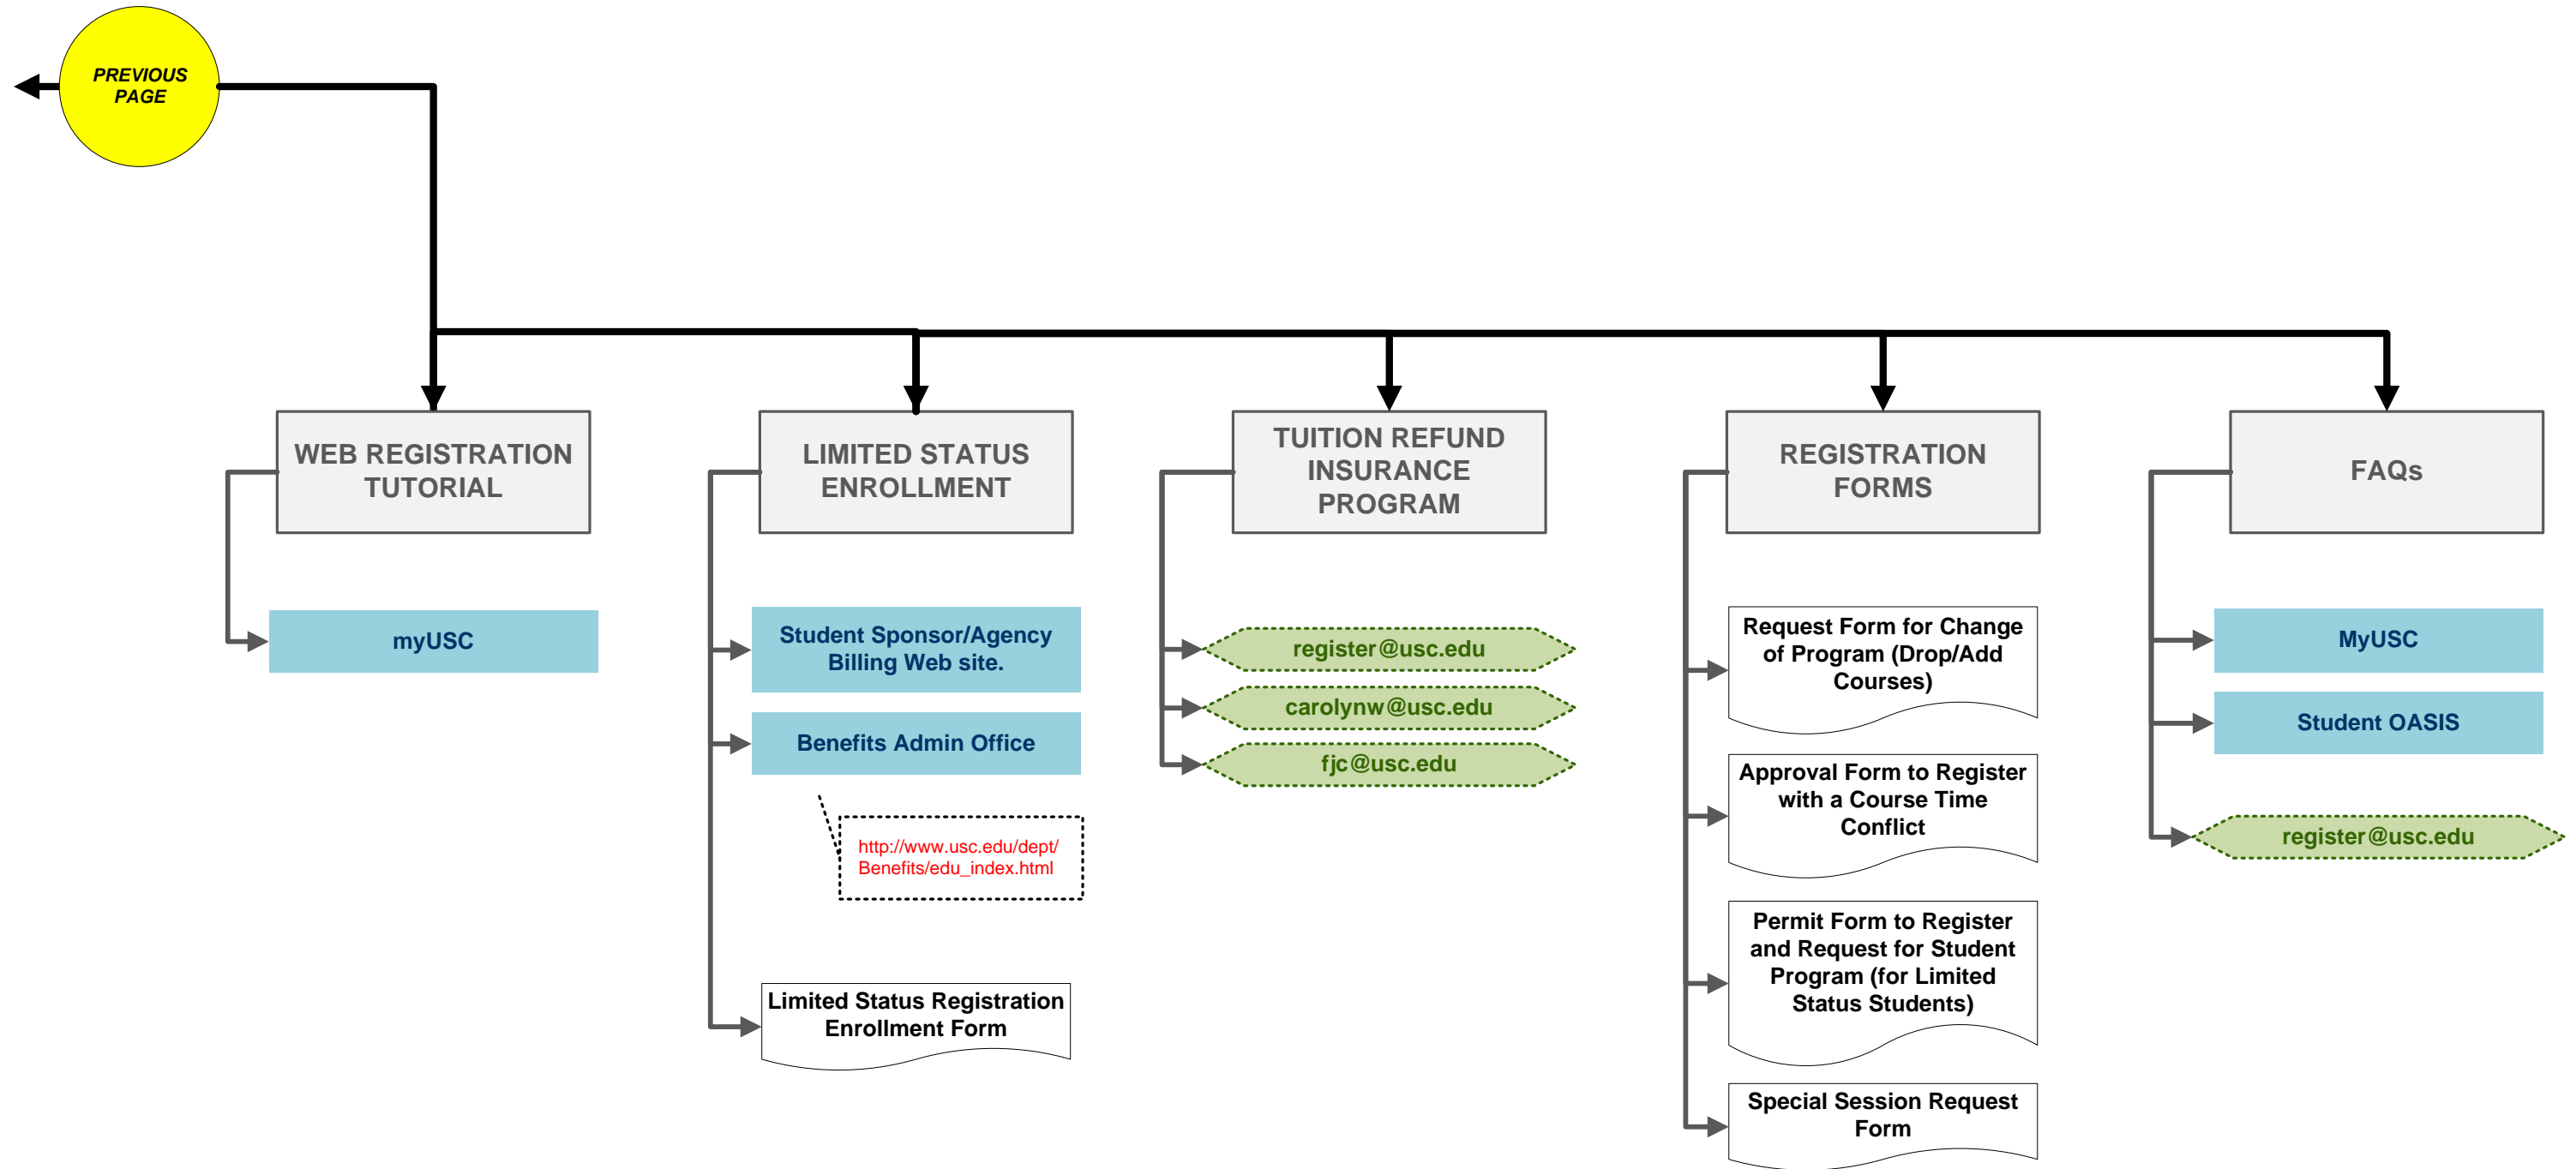 PREVIOUS
PAGE
WEB REGISTRATION
TUTORIAL
myUSC
LIMITED STATUS
ENROLLMENT
Student Sponsor/Agency
Billing Web site.
Benefits Admin Office
http://www.usc.edu/dept/
Benefits/edu_index.html
Limited Status Registration
Enrollment Form
TUITION REFUND
INSURANCE
PROGRAM
register@usc.edu
carolynw@usc.edu
fjc@usc.edu
REGISTRATION
FORMS
Request Form for Change
of Program (Drop/Add
Courses)
Approval Form to Register
with a Course Time
Conflict
Permit Form to Register
and Request for Student
Program (for Limited
Status Students)
Special Session Request
Form
FAQs
MyUSC
Student OASIS
register@usc.edu